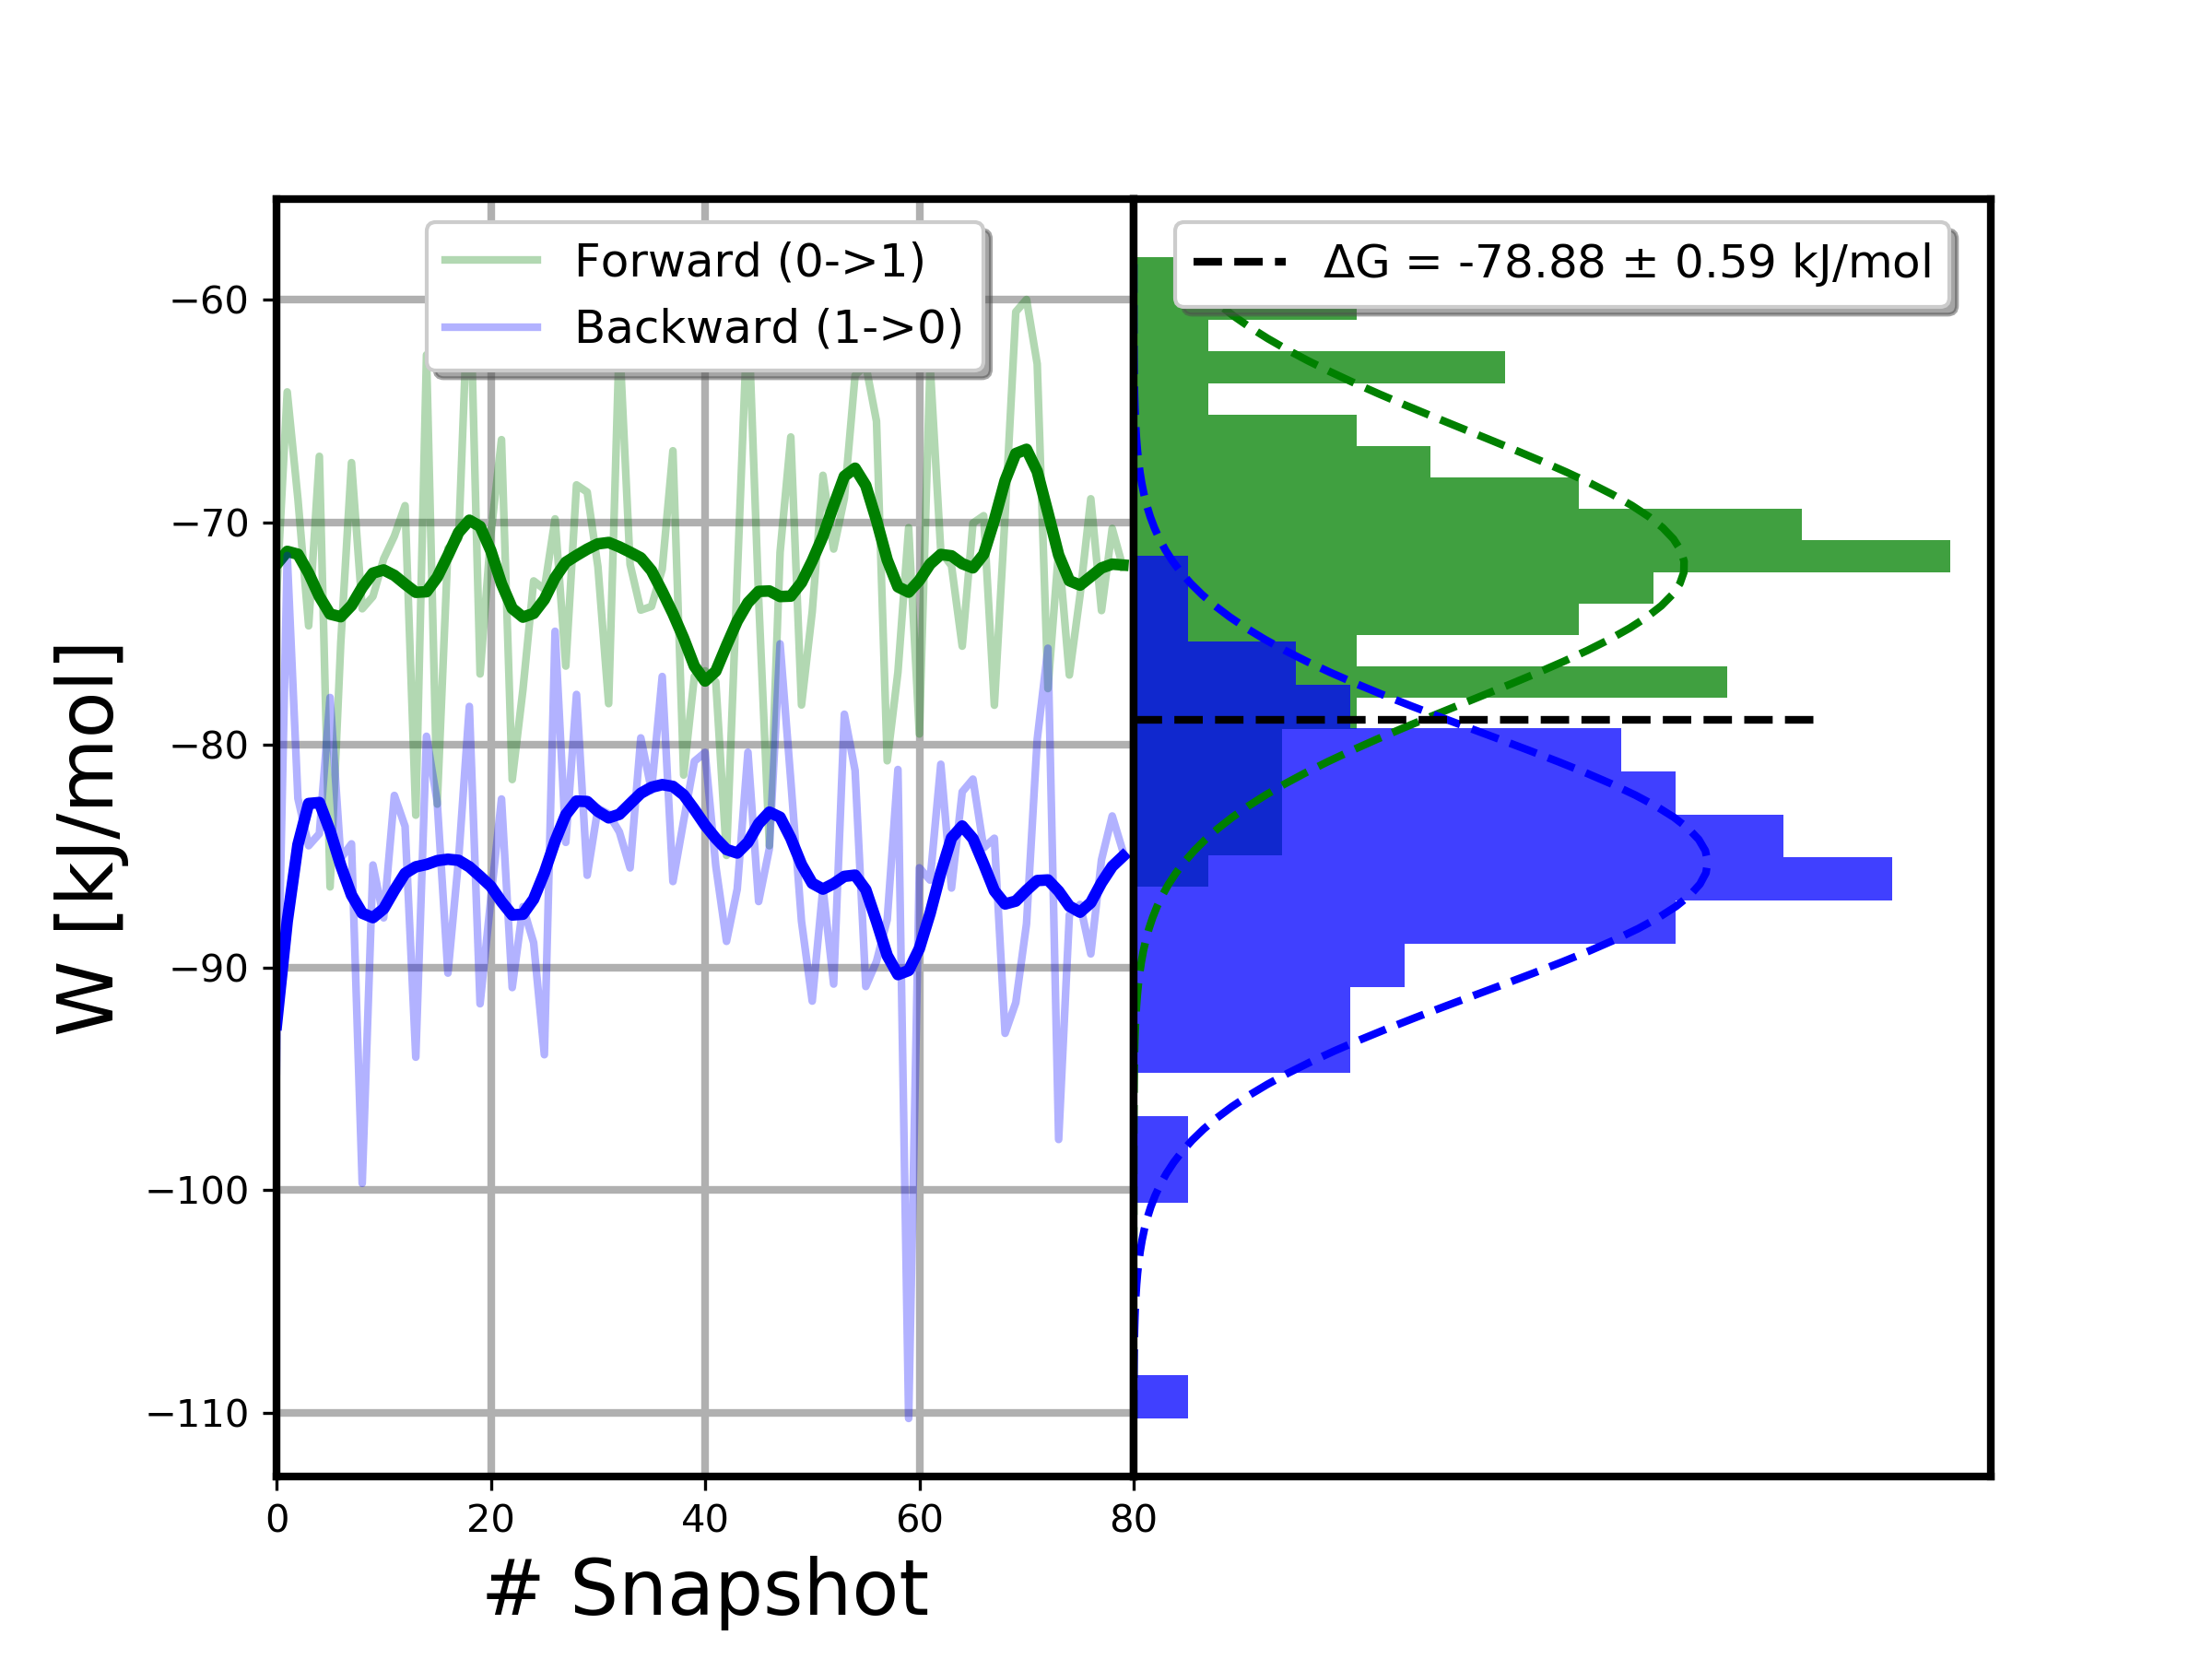 Forward (0->1)
Backward (1->0)
ΔG = -78.88 ± 0.59 kJ/mol
W [kJ/mol]
−60
−70
−80
−90
−100
−110
0 20 40 60 80
# Snapshot